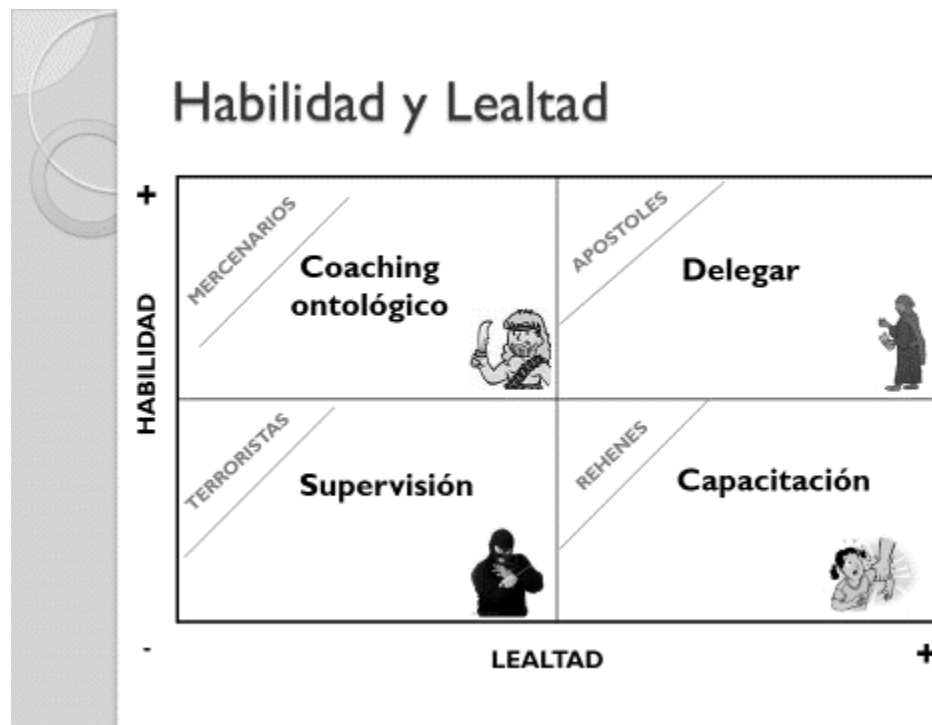 Habilidad y Lealtad
+
MERCENARIOS
Coaching
ontológico
APOSTOLES
Delegar
HABILIDAD
TERRORISTAS
Supervisión
REHENES
Capacitación
-
LEALTAD
+